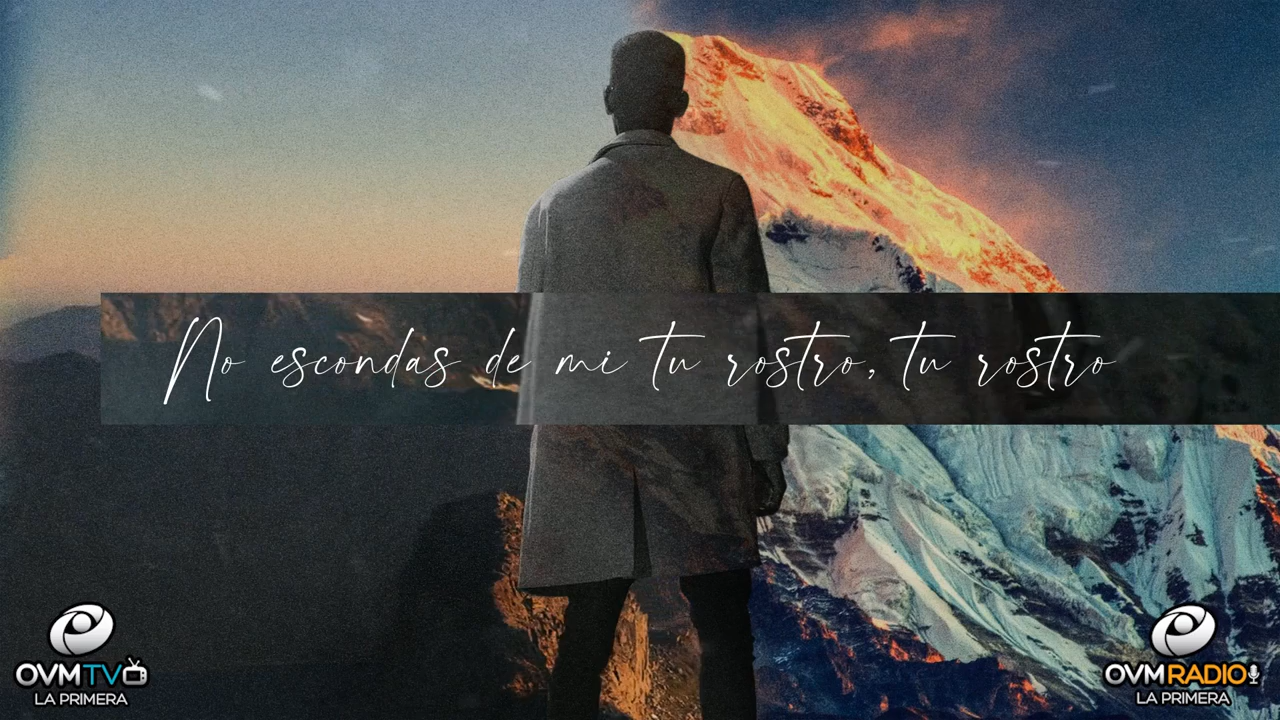 No escondas de mi tu rostro, tu rostro
OVMTV
LA PRIMERA
OVMRADIO
LA PRIMERA